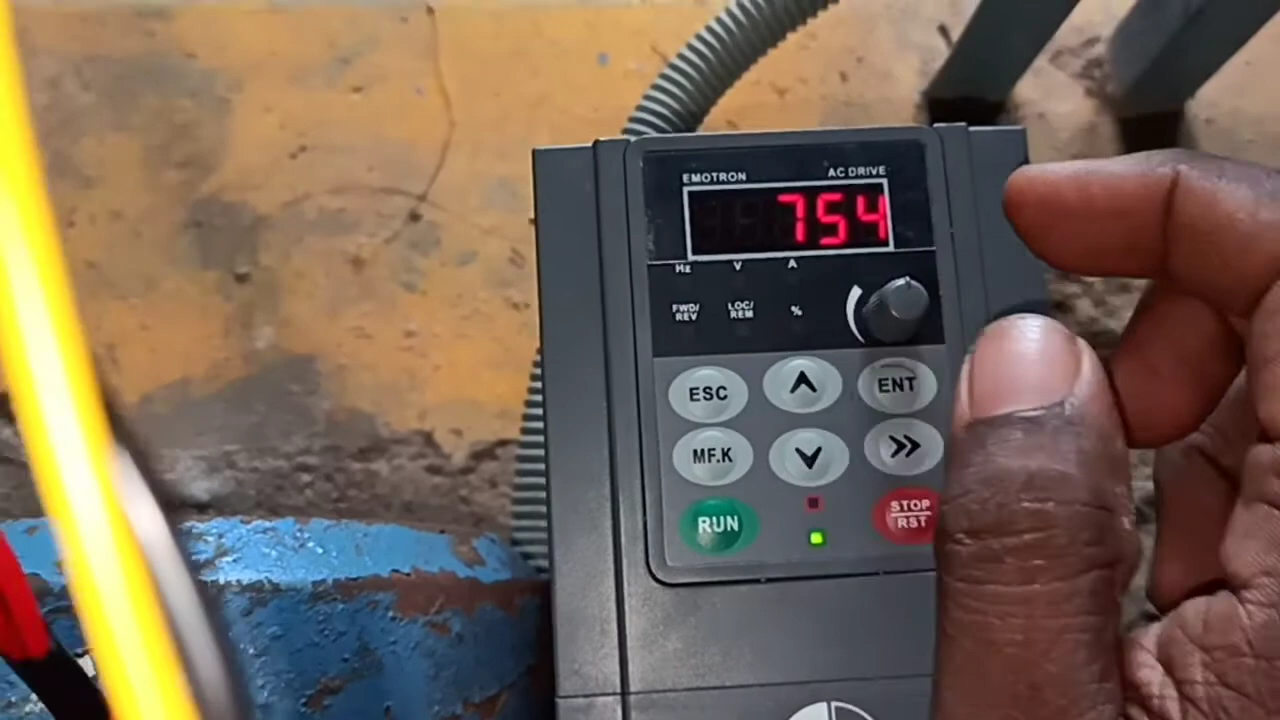 EMOTRON AC DRIVE
754
Hz V A
FWD/REV LOC/REM %
ESC ENT
MF.K
RUN STOP/RST